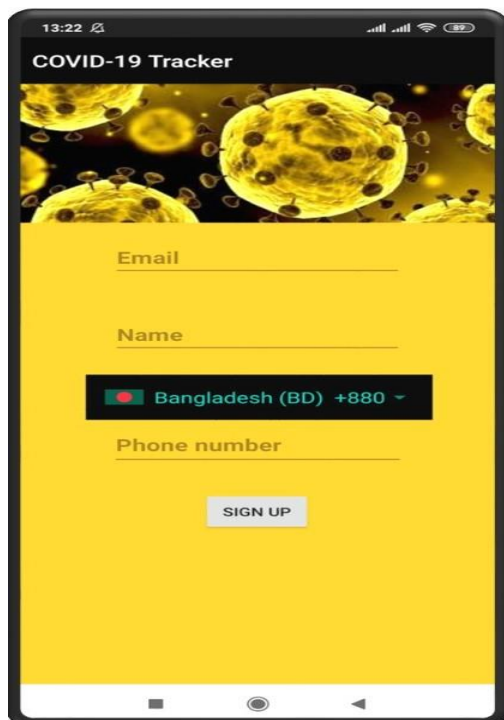 13:22 89
COVID-19 Tracker
Email
Name
Bangladesh (BD) +880
Phone number
SIGN UP